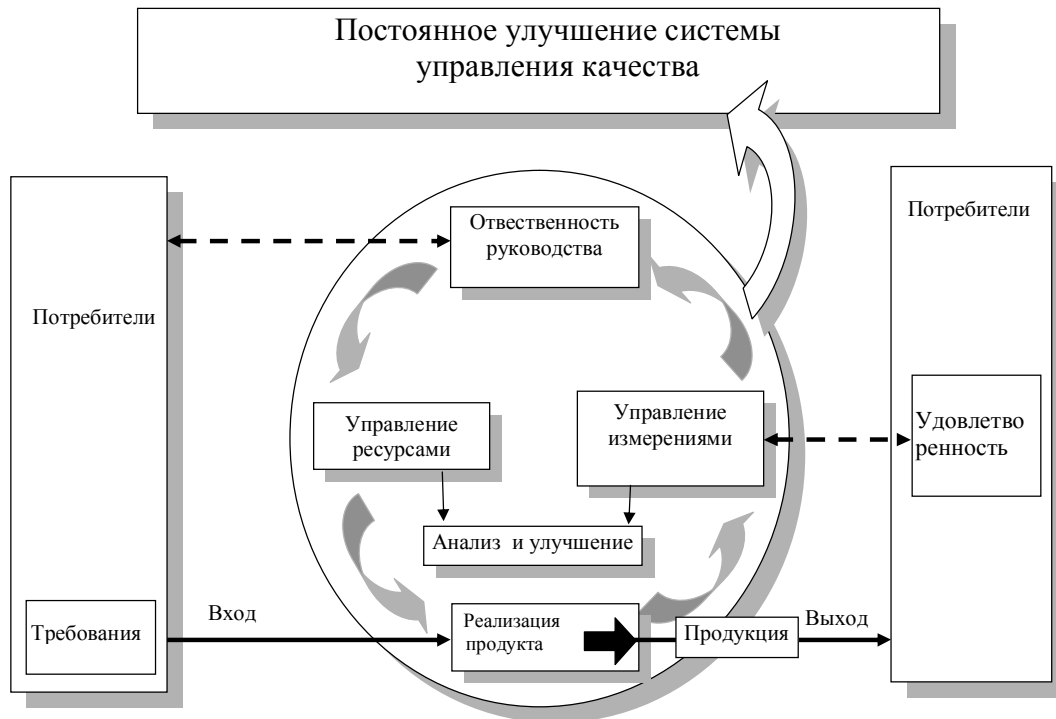 Постоянное улучшение системы
управления качества
Потребители
Требования
Вход
Отвественность
руководства
Управление
ресурсами
Управление
измерениями
Анализ и улучшение
Реализация
продукта
Продукция
Выход
Потребители
Удовлетво
ренность